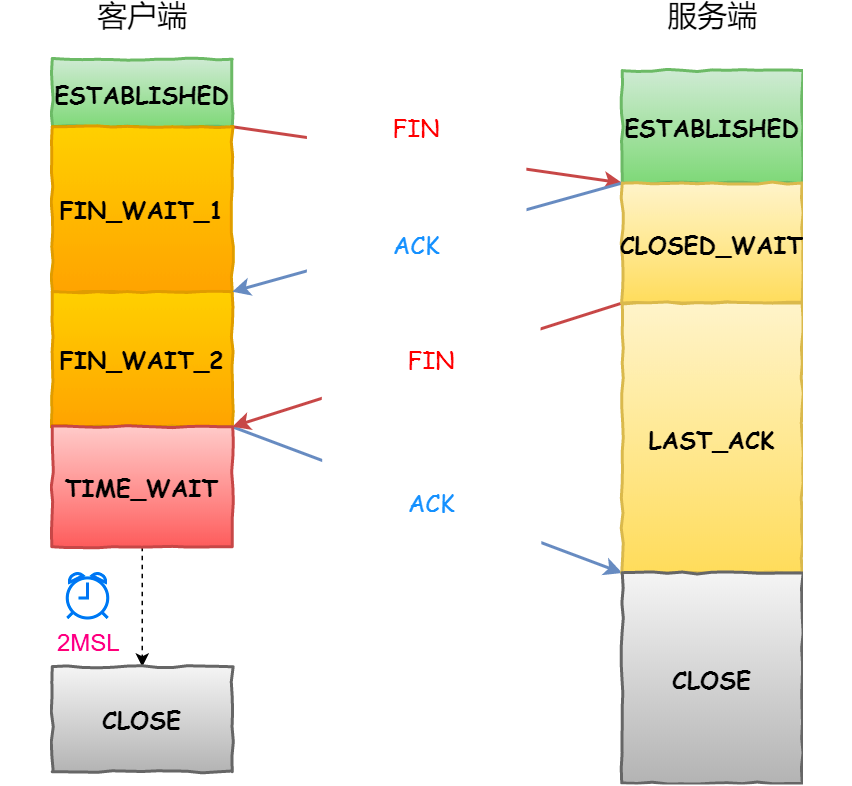 客户端
服务端
ESTABLISHED
FIN
ESTABLISHED
FIN_WAIT_1
ACK
CLOSED_WAIT
FIN_WAIT_2
FIN
LAST_ACK
TIME_WAIT
ACK
2MSL
CLOSE
CLOSE